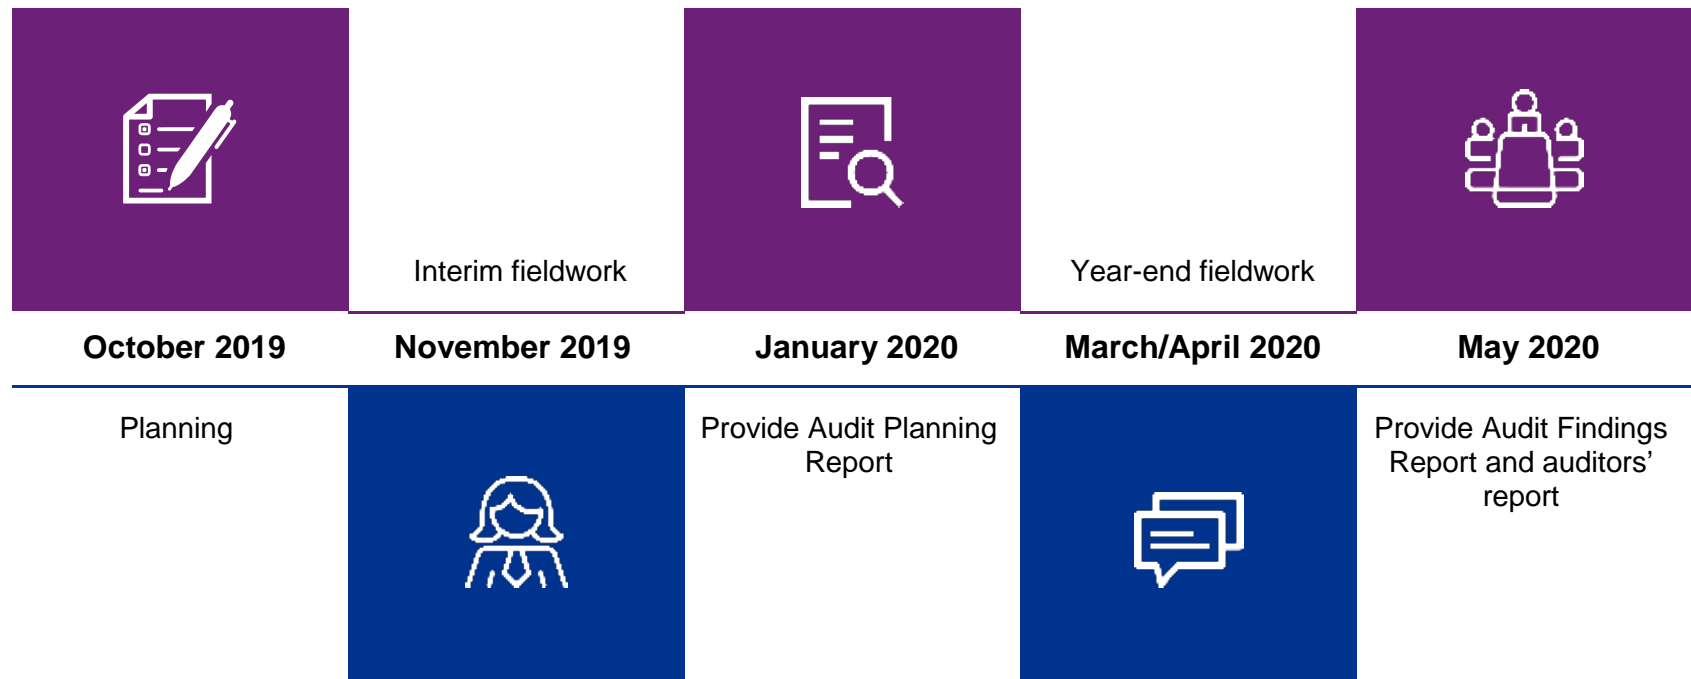 Interim fieldwork
Year-end fieldwork
October 2019
November 2019
January 2020
March/April 2020
May 2020
Planning
Provide Audit Planning
Report
Provide Audit Findings
Report and auditors’
report